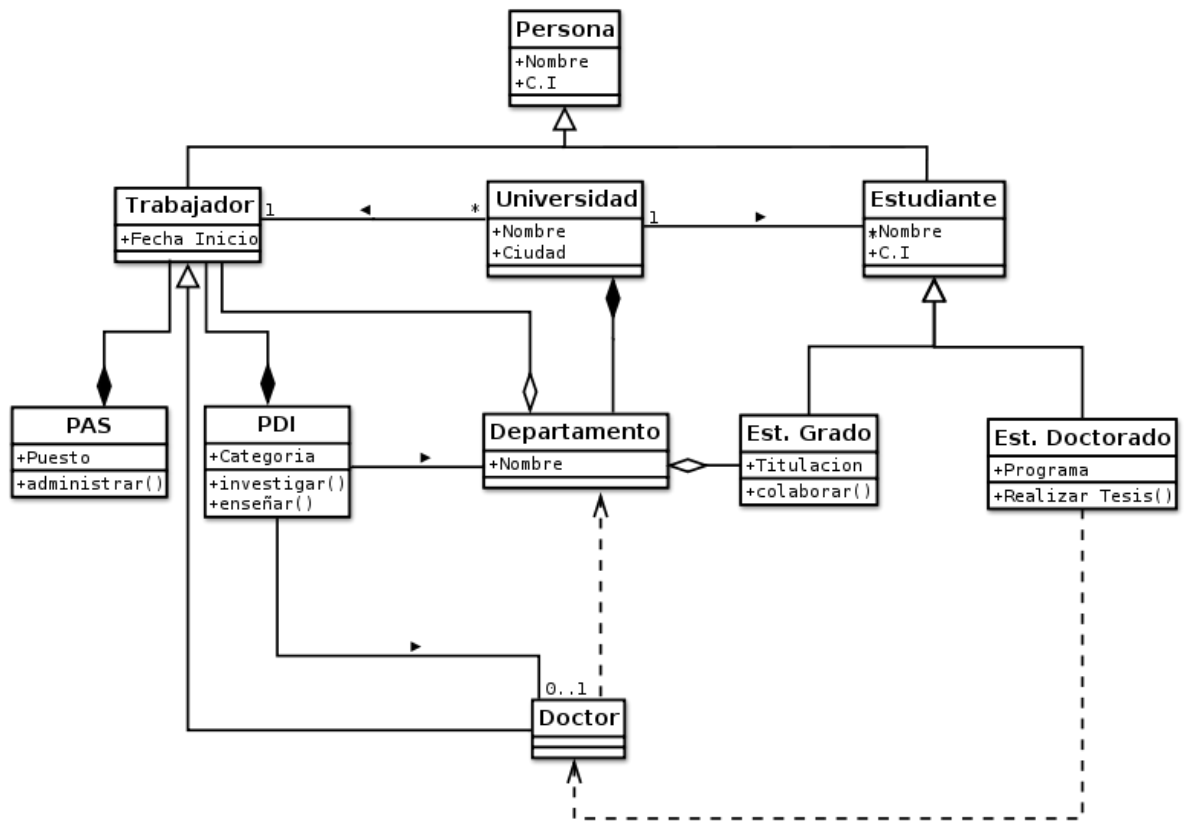 Persona
+Nombre
+C.I
Trabajador
+Fecha Inicio
1
*
Universidad
+Nombre
+Ciudad
1
Estudiante
*
+Nombre
+C.I
PAS
+Puesto
+administrar()
PDI
+Categoria
+investigar()
+enseñar()
Departamento
+Nombre
Est. Grado
+Titulacion
+colaborar()
Est. Doctorado
+Programa
+Realizar Tesis()
0..1
Doctor